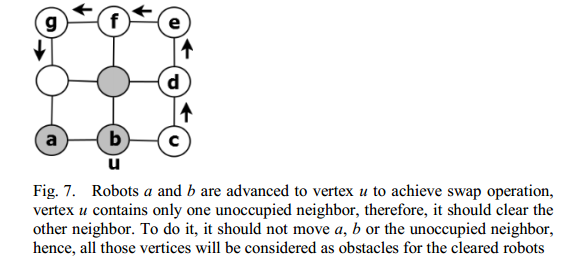 g f e
d
a b c
u
Fig. 7. Robots a and b are advanced to vertex u to achieve swap operation,
vertex u contains only one unoccupied neighbor, therefore, it should clear the
other neighbor. To do it, it should not move a, b or the unoccupied neighbor,
hence, all those vertices will be considered as obstacles for the cleared robots